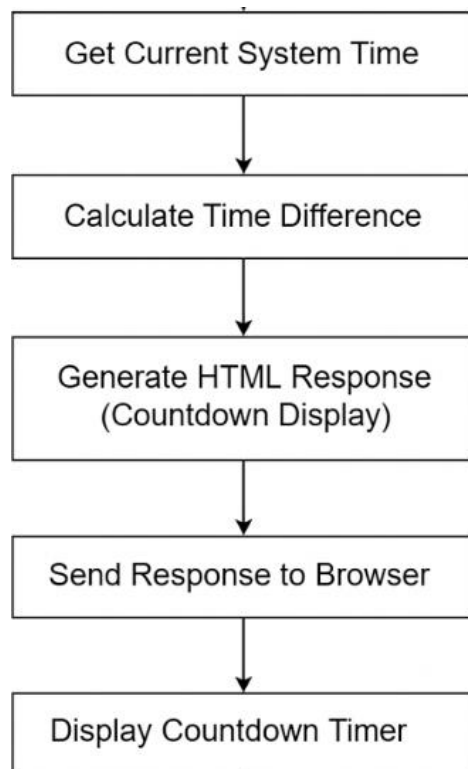 Get Current System Time
Calculate Time Difference
Generate HTML Response
(Countdown Display)
Send Response to Browser
Display Countdown Timer